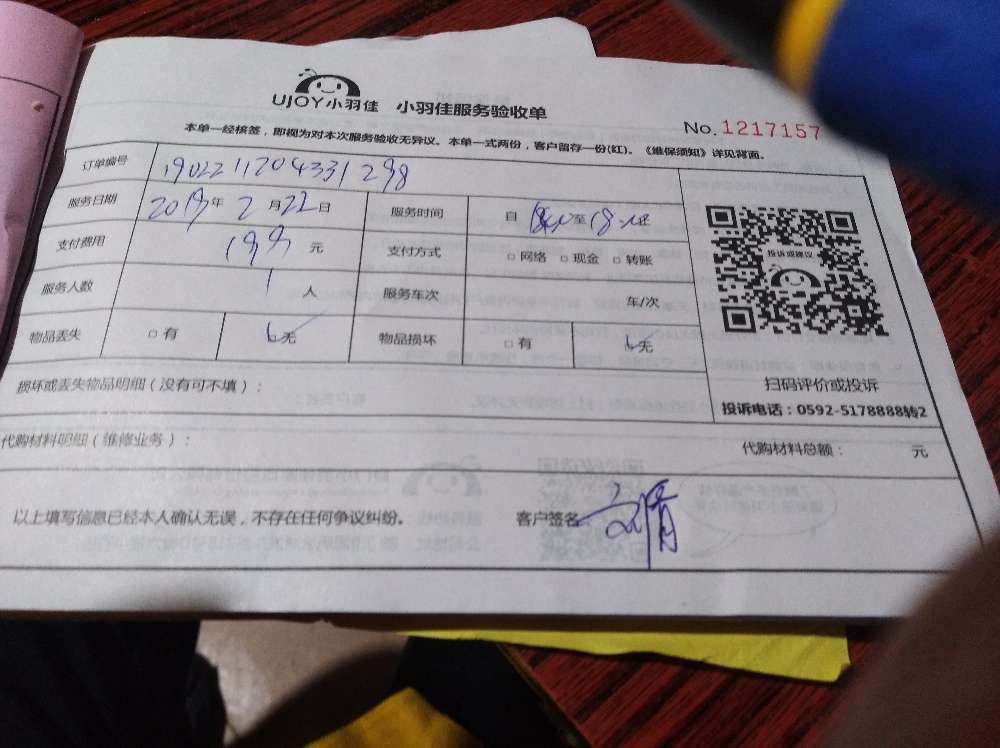 UJOY小羽佳 小羽佳服务验收单
No. 1217157
本单一经核签，即视为对本次服务验收无异议。本单一式两份，客户留存一份(红)。《维保须知》详见背面。
订单编号 1902211204331298
服务日期 2019年2月22日 服务时间 自 至
支付费用 199元 支付方式 □网络 □现金 □转账
投诉或建议
服务人数 1人 服务车次 车/次
物品丢失 □有 无 物品损坏 □有 无
损坏或丢失物品明细（没有可不填）：
扫码评价或投诉
投诉电话：0592-5178888转2
代购材料明细（维修业务）： 代购材料总额： 元
以上填写信息已经本人确认无误，不存在任何争议纠纷。 客户签名